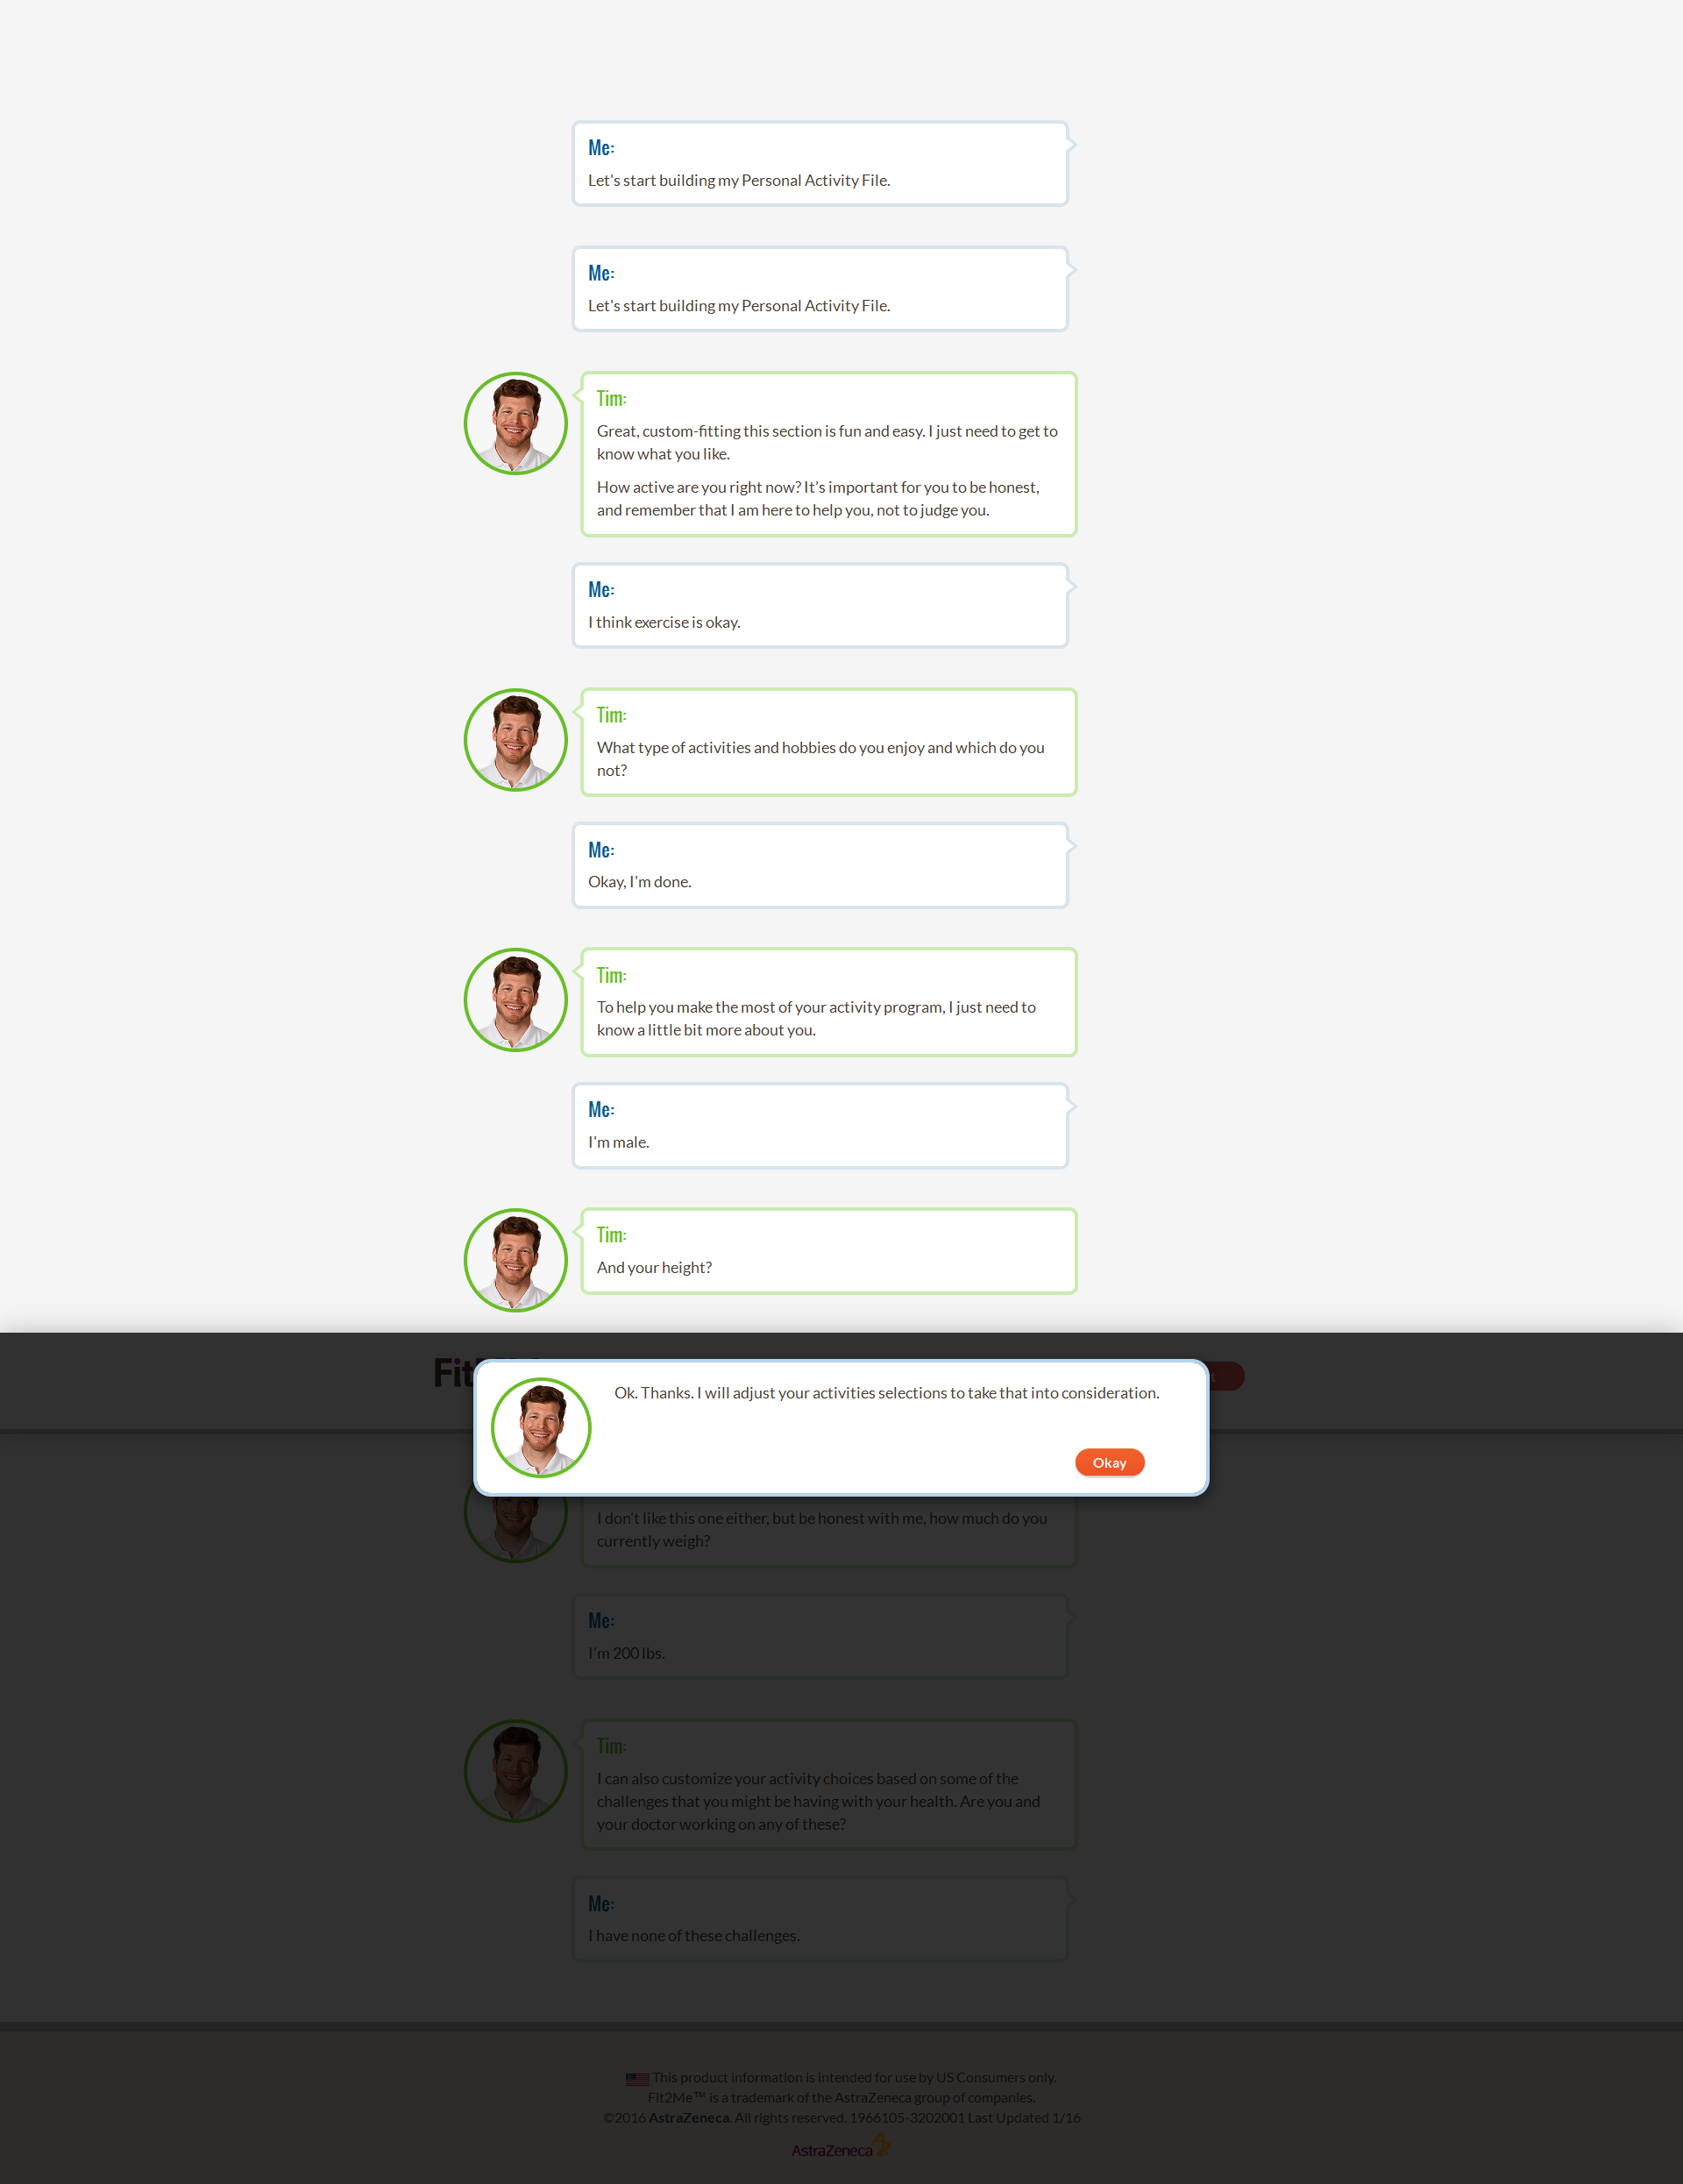 Me:
Let's start building my Personal Activity File.
Me:
Let's start building my Personal Activity File.
Tim:
Great, custom-fitting this section is fun and easy. I just need to get to
know what you like.
How active are you right now? It’s important for you to be honest,
and remember that I am here to help you, not to judge you.
Me:
I think exercise is okay.
Tim:
What type of activities and hobbies do you enjoy and which do you
not?
Me:
Okay, I'm done.
Tim:
To help you make the most of your activity program, I just need to
know a little bit more about you.
Me:
I'm male.
Tim:
And your height?
Fit
Ok. Thanks. I will adjust your activities selections to take that into consideration.
Okay
I don't like this one either, but be honest with me, how much do you
currently weigh?
Me:
I'm 200 lbs.
Tim:
I can also customize your activity choices based on some of the
challenges that you might be having with your health. Are you and
your doctor working on any of these?
Me:
I have none of these challenges.
This product information is intended for use by US Consumers only.
Fit2Me™ is a trademark of the AstraZeneca group of companies.
©2016 AstraZeneca. All rights reserved. 1966105-3202001 Last Updated 1/16
AstraZeneca